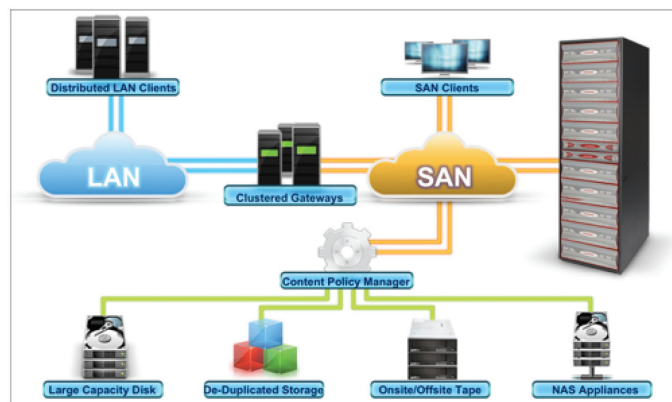 Distributed LAN Clients
SAN Clients
LAN
Clustered Gateways
SAN
Content Policy Manager
Large Capacity Disk
De-Duplicated Storage
Onsite/Offsite Tape
NAS Appliances